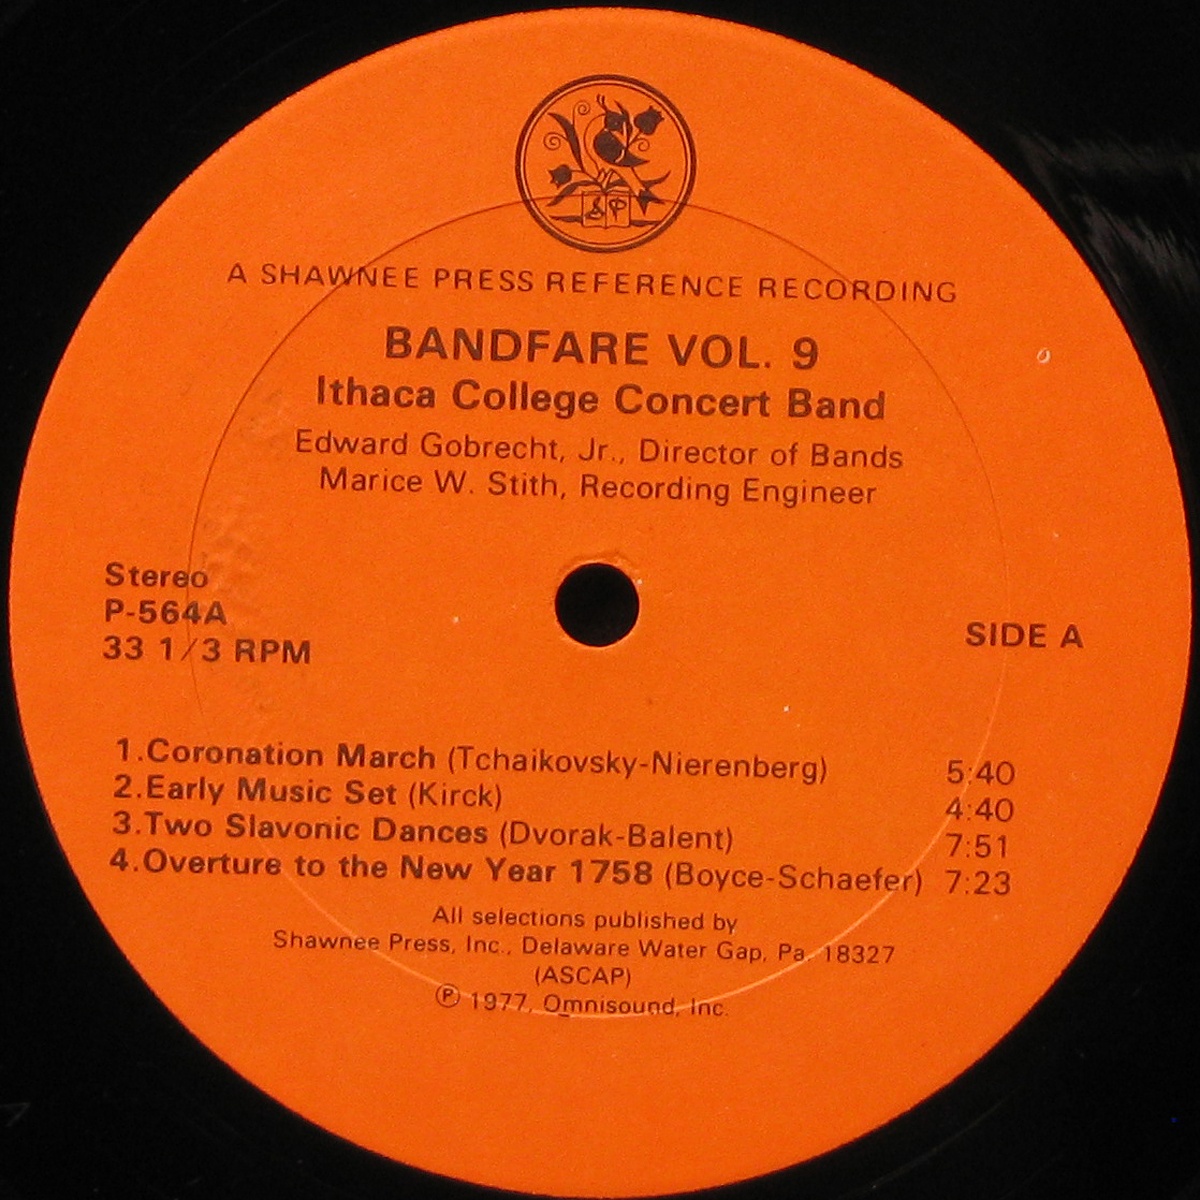 S P
A SHAWNEE PRESS REFERENCE RECORDING
BANDFARE VOL. 9
Ithaca College Concert Band
Edward Gobrecht, Jr., Director of Bands
Marice W. Stith, Recording Engineer
Stereo
P-564A
33 1/3 RPM
SIDE A
1.Coronation March (Tchaikovsky-Nierenberg) 5:40
2.Early Music Set (Kirck) 4:40
3.Two Slavonic Dances (Dvorak-Balent) 7:51
4.Overture to the New Year 1758 (Boyce-Schaefer) 7:23
All selections published by
Shawnee Press, Inc., Delaware Water Gap, Pa. 18327
(ASCAP)
℗ 1977, Omnisound, Inc.